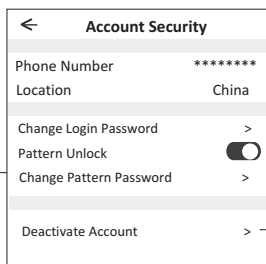 Account Security
Phone Number ********
Location China
Change Login Password >
Pattern Unlock
Change Pattern Password >
Deactivate Account >